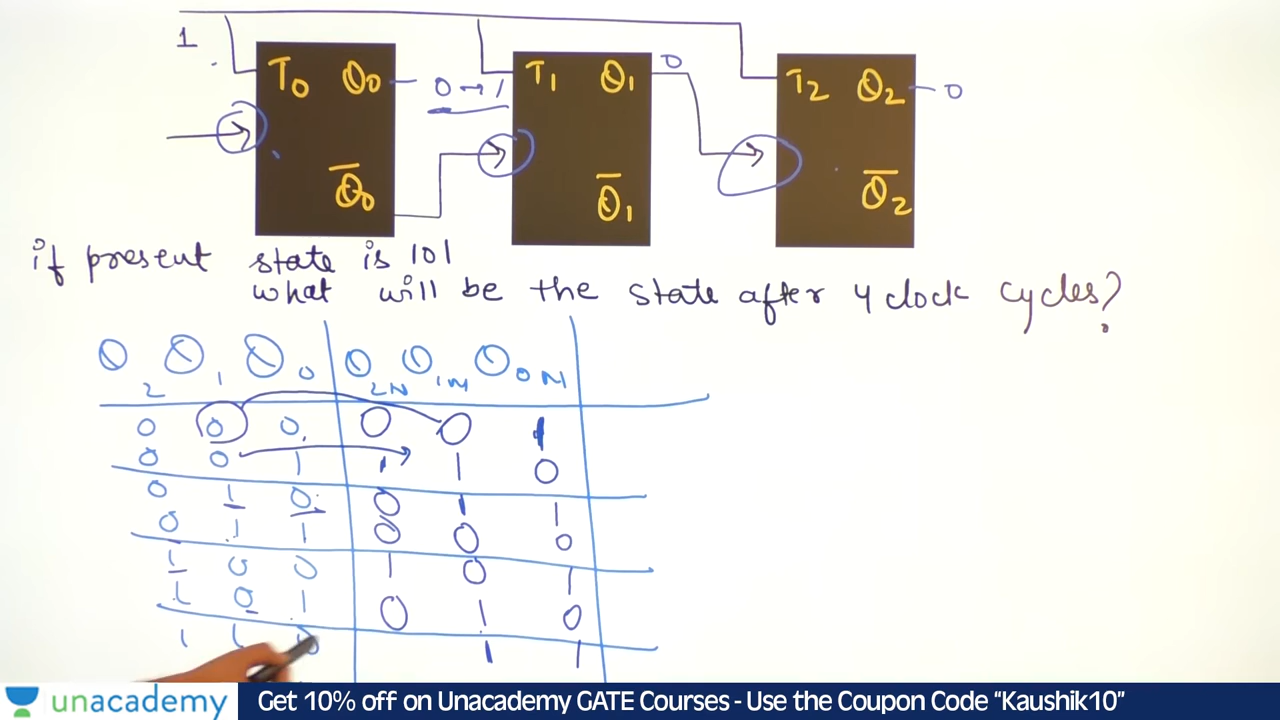 1
T0 Q0 0→1 T1 Q1 0 T2 Q2 0
Q̅0 Q̅1 Q̅2
if present state is 101
what will be the state after 4 clock cycles?
Q2 Q1 Q0 Q2N Q1N Q0N
0 0 0 0 0 1
0 0 1 1 1 0
0 1 0 0 1 1
0 1 1 0 0 0
1 0 0 1 0 1
1 0 1 0 1 0
1 1 0 1 1
unacademy
Get 10% off on Unacademy GATE Courses - Use the Coupon Code “Kaushik10”